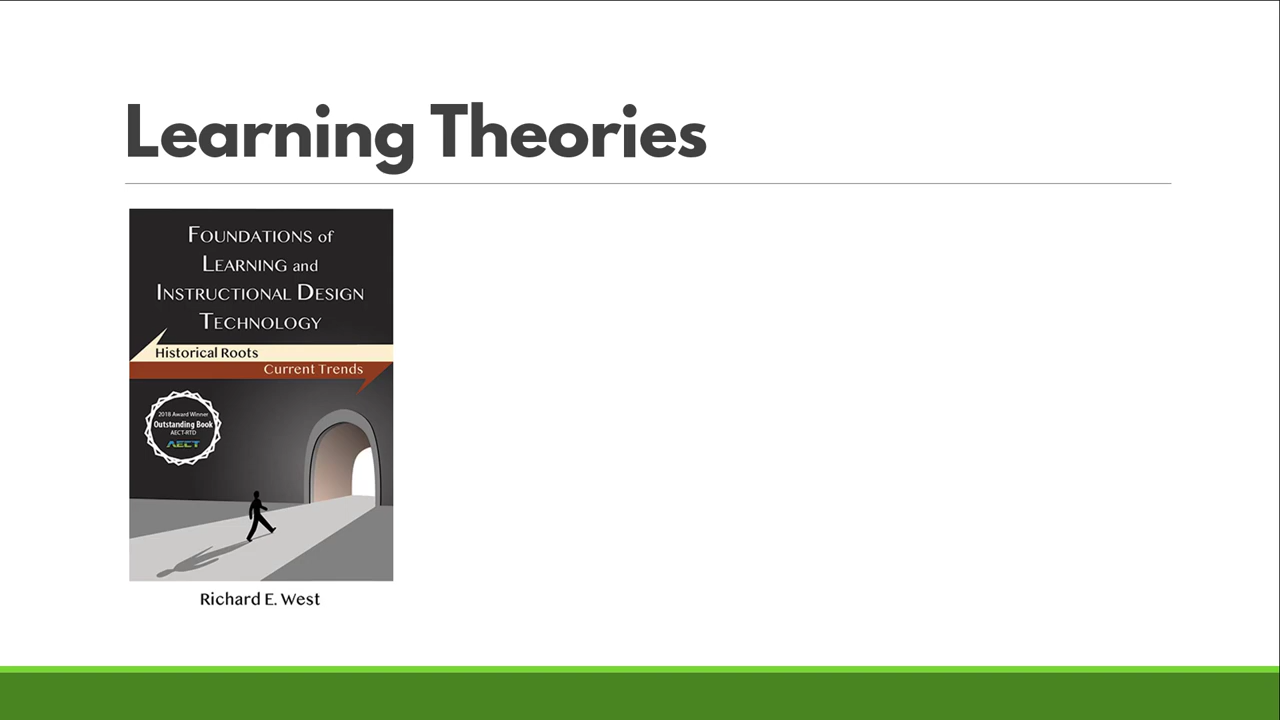 Learning Theories
FOUNDATIONS of
LEARNING and
INSTRUCTIONAL DESIGN
TECHNOLOGY
Historical Roots
Current Trends
2018 Award Winner
Outstanding Book
AECT-RTD
AECT
Richard E. West